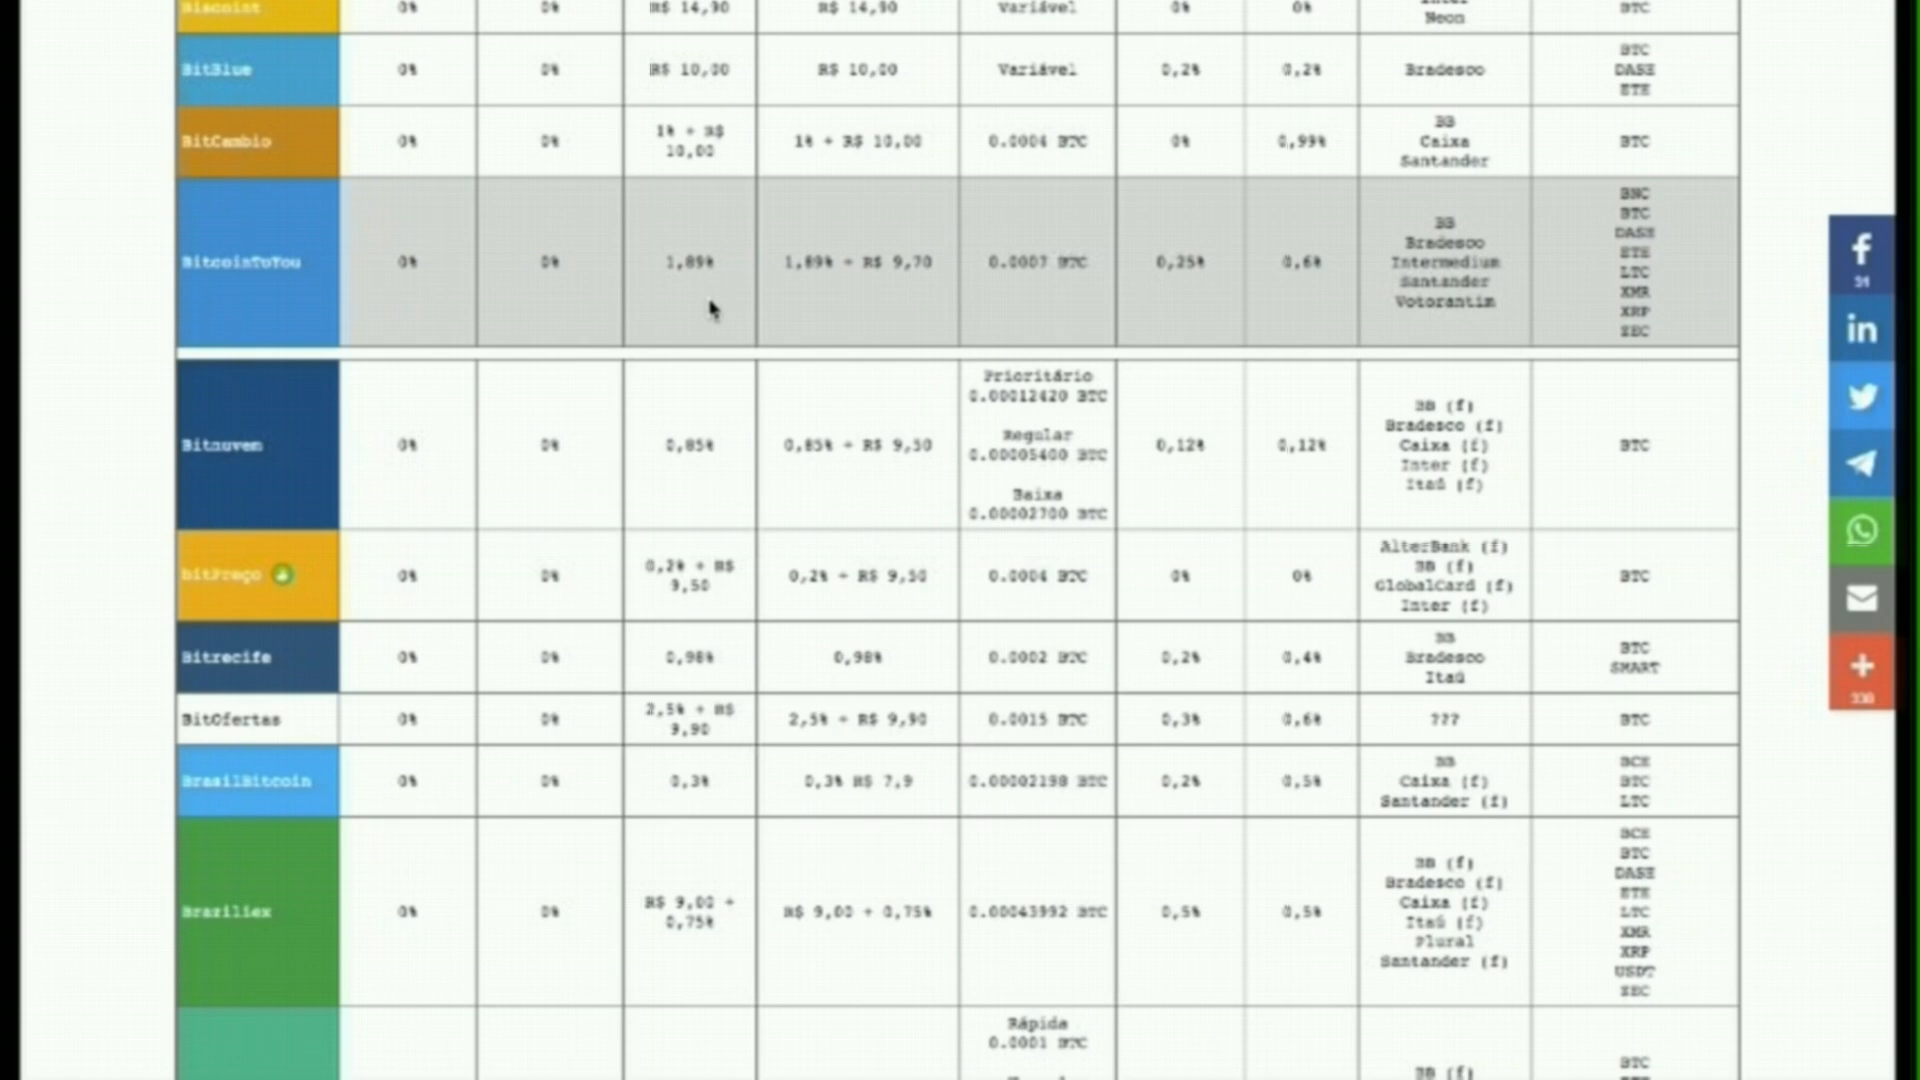 Biscoint 0% 0% R$ 14,90 R$ 14,90 Variável 0% 0% Inter BTC
Neon
BitBlue 0% 0% R$ 10,00 R$ 10,00 Variável 0,2% 0,2% Bradesco BTC
DASH
ETH
BitCambio 0% 0% 1% + R$ 10,00 1% + R$ 10,00 0.0004 BTC 0% 0,99% BB BTC
Caixa
Santander
BitcoinToYou 0% 0% 1,89% 1,89% + R$ 9,70 0.0007 BTC 0,25% 0,6% BB
Bradesco
Intermedium
Santander
Votorantim
BNC
BTC
DASH
ETH
LTC
XMR
XRP
ZEC
Bitnuvem 0% 0% 0,85% 0,85% + R$ 9,50
Prioritário
0.00012420 BTC
Regular
0.00005400 BTC
Baixa
0.00002700 BTC
0,12% 0,12%
BB (f)
Bradesco (f)
Caixa (f)
Inter (f)
Itaú (f)
BTC
bitPreço 0% 0% 0,2% + R$ 9,50 0,2% + R$ 9,50 0.0004 BTC 0% 0%
AlterBank (f)
BB (f)
GlobalCard (f)
Inter (f)
BTC
Bitrecife 0% 0% 0,98% 0,98% 0.0002 BTC 0,2% 0,4%
BB
Bradesco
Itaú
BTC
SMART
BitOfertas 0% 0% 2,5% + R$ 9,90 2,5% + R$ 9,90 0.0015 BTC 0,3% 0,6% ??? BTC
BrasilBitcoin 0% 0% 0,3% 0,3% R$ 7,9 0.00002198 BTC 0,2% 0,5%
BB
Caixa (f)
Santander (f)
BCH
BTC
LTC
Braziliex 0% 0% R$ 9,00 + 0,75% R$ 9,00 + 0,75% 0.00043992 BTC 0,5% 0,5%
BB (f)
Bradesco (f)
Caixa (f)
Itaú (f)
Plural
Santander (f)
BCH
BTC
DASH
ETH
LTC
XMR
XRP
USDT
ZEC
Rápida
0.0001 BTC
BB (f)
BTC
31
in
330